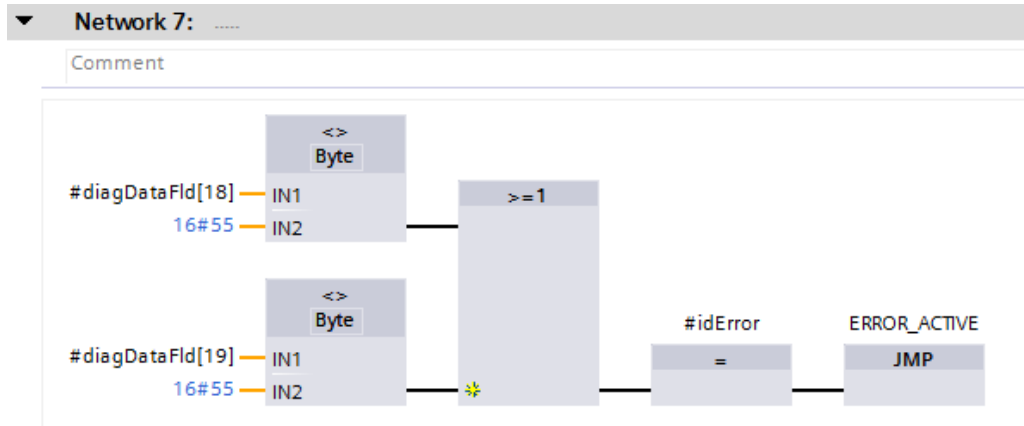 Network 7: .....
Comment
<>
Byte
#diagDataFld[18] IN1
16#55 IN2
>=1
<>
Byte
#diagDataFld[19] IN1
16#55 IN2
#idError
=
ERROR_ACTIVE
JMP